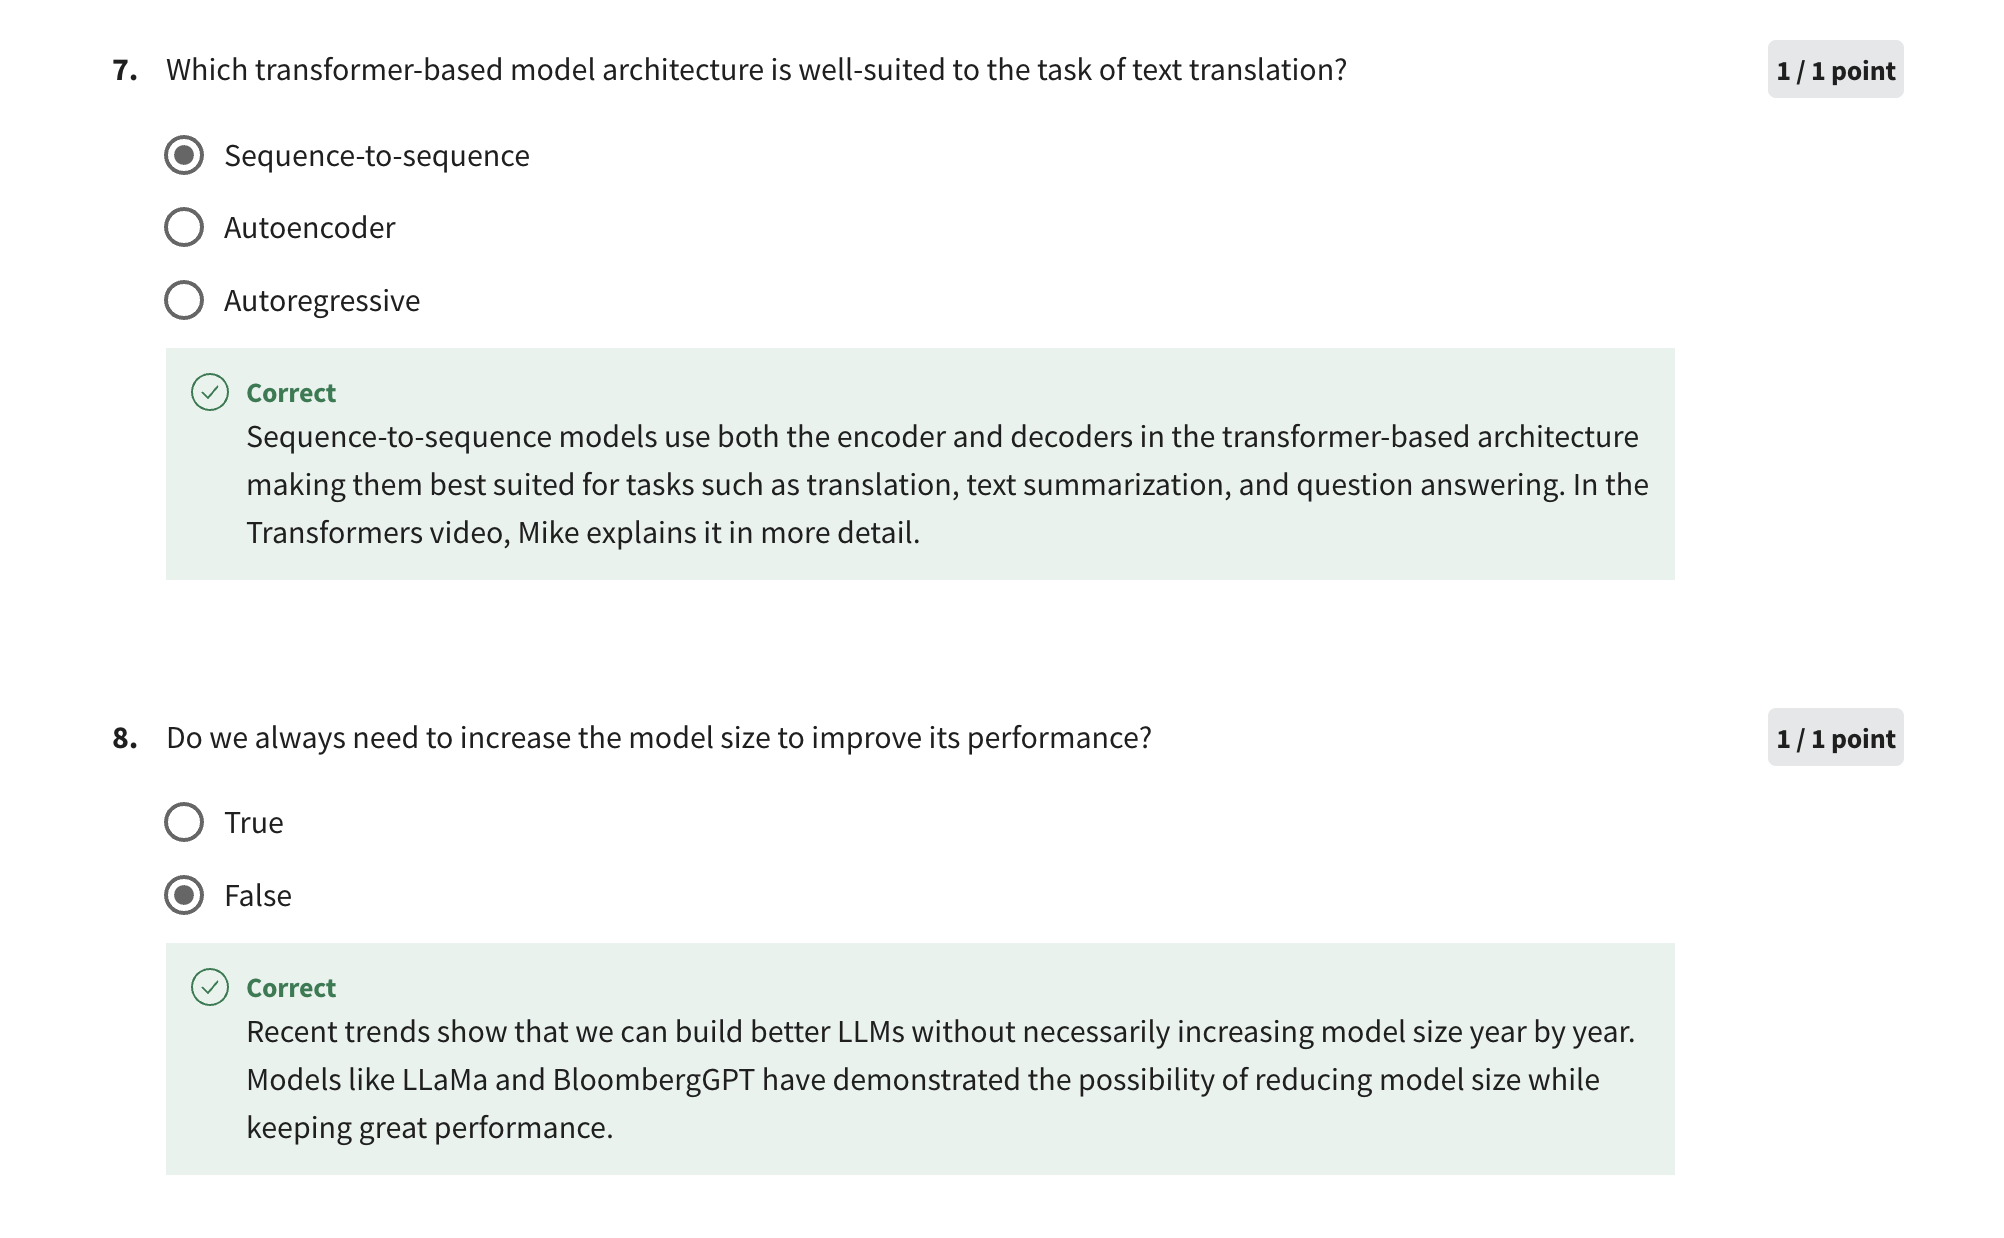 7. Which transformer-based model architecture is well-suited to the task of text translation?
1 / 1 point
Sequence-to-sequence
Autoencoder
Autoregressive
Correct
Sequence-to-sequence models use both the encoder and decoders in the transformer-based architecture
making them best suited for tasks such as translation, text summarization, and question answering. In the
Transformers video, Mike explains it in more detail.
8. Do we always need to increase the model size to improve its performance?
1 / 1 point
True
False
Correct
Recent trends show that we can build better LLMs without necessarily increasing model size year by year.
Models like LLaMa and BloombergGPT have demonstrated the possibility of reducing model size while
keeping great performance.